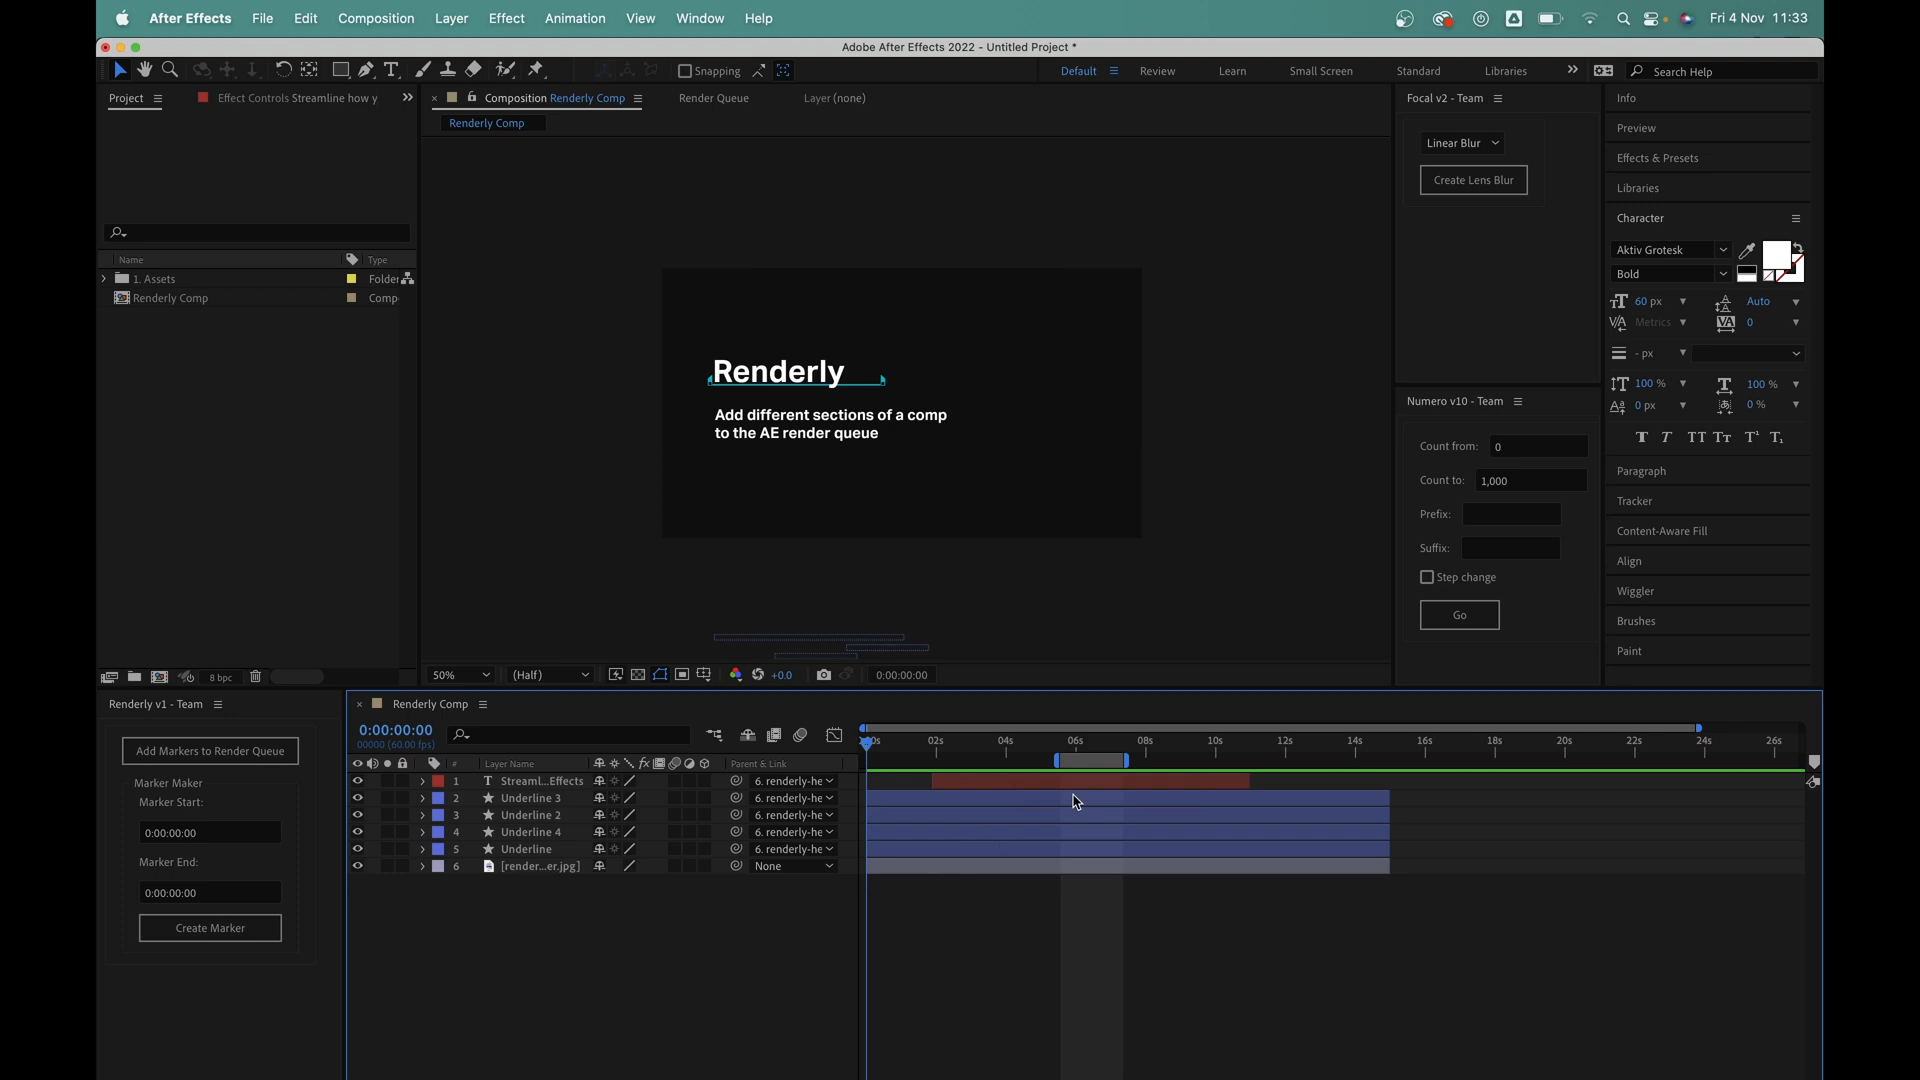 After Effects File Edit Composition Layer Effect Animation View Window Help
Fri 4 Nov 11:33
Adobe After Effects 2022 - Untitled Project *
Snapping
Default Review Learn Small Screen Standard Libraries
Search Help
Project
Effect Controls Streamline how y
Composition Renderly Comp
Render Queue
Layer (none)
Renderly Comp
Name Type
1. Assets Folder
Renderly Comp Comp
Renderly
Add different sections of a comp
to the AE render queue
8 bpc
50% (Half) +0.0 0:00:00:00
Focal v2 - Team
Linear Blur
Create Lens Blur
Numero v10 - Team
Count from: 0
Count to: 1,000
Prefix:
Suffix:
Step change
Go
Info
Preview
Effects & Presets
Libraries
Character
Aktiv Grotesk
Bold
60 px Auto
Metrics 0
- px
100 % 100 %
0 px 0 %
Paragraph
Tracker
Content-Aware Fill
Align
Wiggler
Brushes
Paint
Renderly v1 - Team
Add Markers to Render Queue
Marker Maker
Marker Start:
0:00:00:00
Marker End:
0:00:00:00
Create Marker
Renderly Comp
0:00:00:00
00000 (60.00 fps)
02s 04s 06s 08s 10s 12s 14s 16s 18s 20s 22s 24s 26s
# Layer Name Parent & Link
1 Streaml...Effects 6. renderly-he
2 Underline 3 6. renderly-he
3 Underline 2 6. renderly-he
4 Underline 4 6. renderly-he
5 Underline 6. renderly-he
6 [render...er.jpg] None